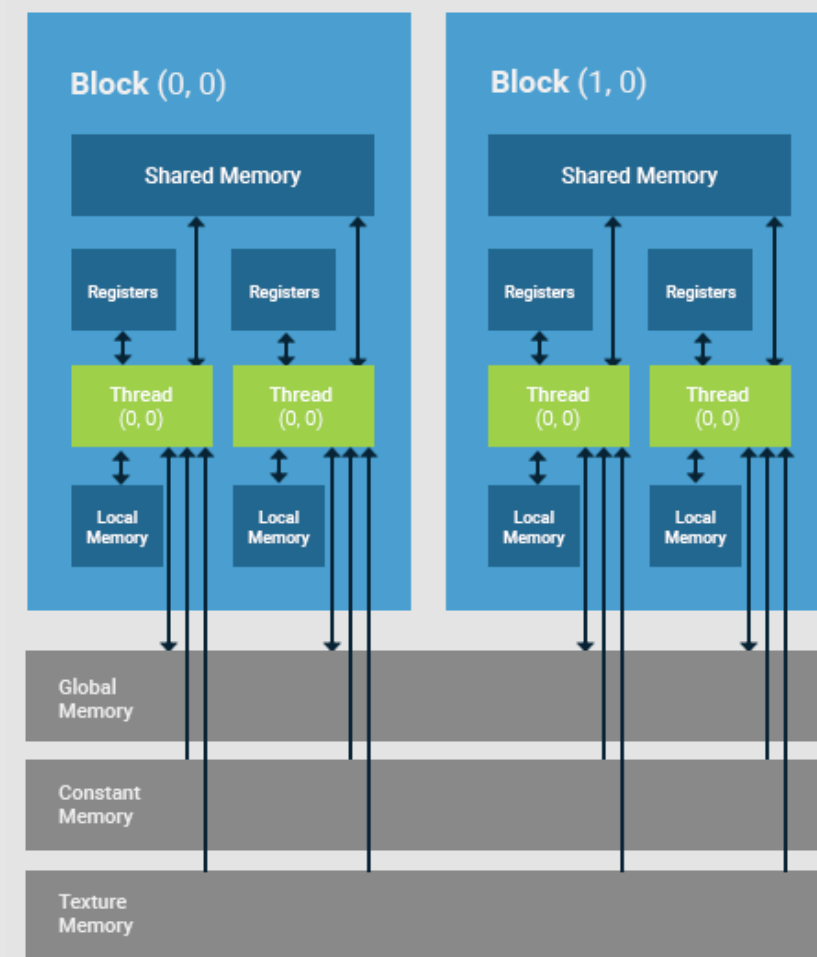 Block (0, 0)
Shared Memory
Registers
Registers
Thread
(0, 0)
Thread
(0, 0)
Local
Memory
Local
Memory
Block (1, 0)
Shared Memory
Registers
Registers
Thread
(0, 0)
Thread
(0, 0)
Local
Memory
Local
Memory
Global
Memory
Constant
Memory
Texture
Memory